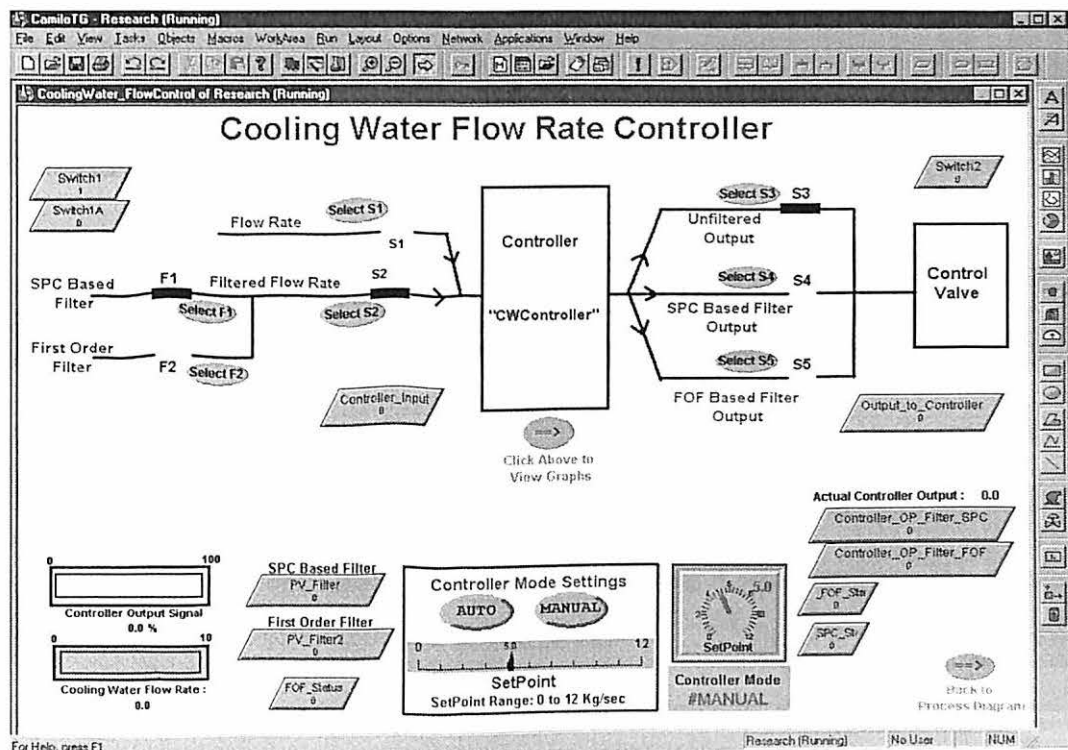 CamileTG - Research (Running)
File Edit View Tasks Objects Macros WorkArea Run Layout Options Network Applications Window Help
CoolingWater_FlowControl of Research (Running)
Cooling Water Flow Rate Controller
Switch1
1
Switch1A
0
Switch2
0
Flow Rate
Select S1
S1
Controller
"CWController"
Select S3
S3
Unfiltered
Output
SPC Based
Filter
F1
Select F1
Filtered Flow Rate
S2
Select S2
Select S4
S4
SPC Based Filter
Output
Control
Valve
First Order
Filter
F2
Select F2
Select S5
S5
FOF Based Filter
Output
Controller_Input
0
Output_to_Controller
0
==>
Click Above to
View Graphs
Actual Controller Output : 0.0
Controller_OP_Filter_SPC
0
Controller_OP_Filter_FOF
0
_FOF_Sta
0
SPC_St
0
0 100
Controller Output Signal
0.0 %
0 10
Cooling Water Flow Rate :
0.0
SPC Based Filter
PV_Filter
0
First Order Filter
PV_Filter2
0
FOF_Status
0
Controller Mode Settings
AUTO MANUAL
0 5.0 12
SetPoint
SetPoint Range: 0 to 12 Kg/sec
5.0
SetPoint
Controller Mode
#MANUAL
==>
Back to
Process Diagram
For Help, press F1
Research (Running) No User NUM